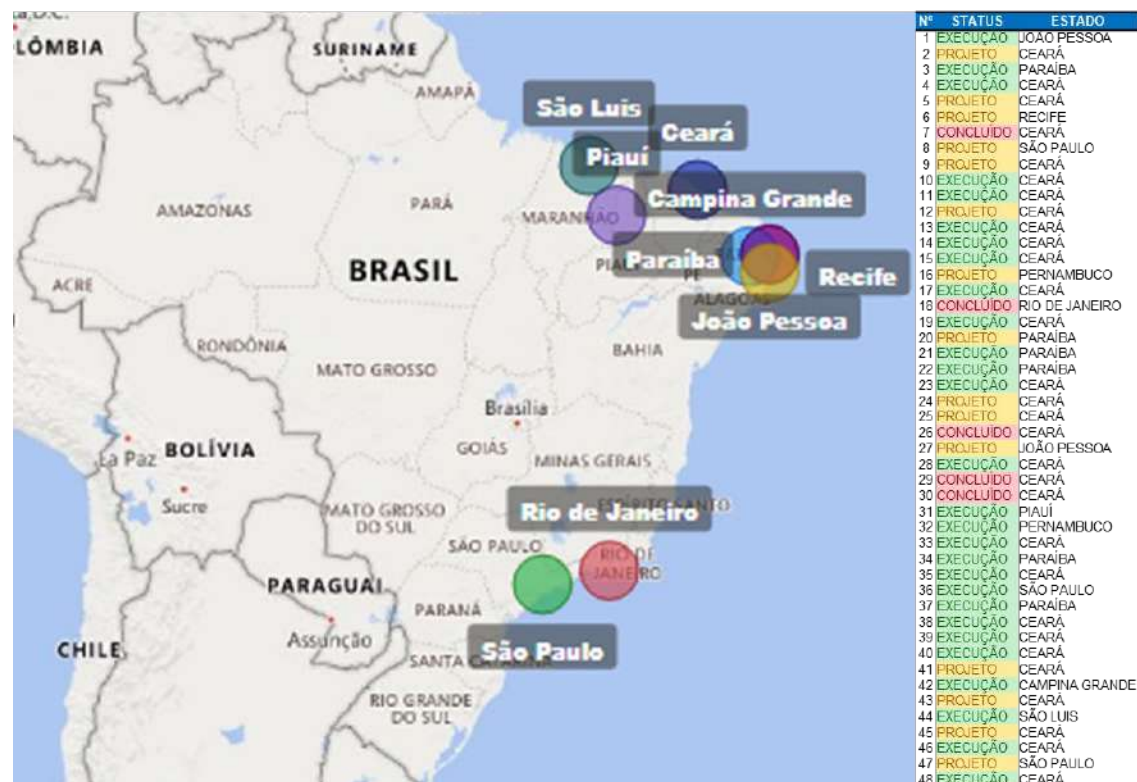 LÔMBIA
SURINAME
AMAPÁ
São Luis
Ceará
Piauí
AMAZONAS
PARÁ
MARANHÃO
Campina Grande
BRASIL
Paraíba
PE
Recife
ACRE
ALAGOAS
João Pessoa
RONDÔNIA
BAHIA
MATO GROSSO
Brasília
GOIÁS
BOLÍVIA
La Paz
MINAS GERAIS
Sucre
MATO GROSSO
DO SUL
ESPÍRITO SANTO
Rio de Janeiro
SÃO PAULO
RIO DE
JANEIRO
PARAGUAI
PARANÁ
CHILE
Assunção
São Paulo
SANTA CATARINA
RIO GRANDE
DO SUL
Nº STATUS ESTADO
1 EXECUÇÃO JOÃO PESSOA
2 PROJETO CEARÁ
3 EXECUÇÃO PARAÍBA
4 EXECUÇÃO CEARÁ
5 PROJETO CEARÁ
6 PROJETO RECIFE
7 CONCLUÍDO CEARÁ
8 PROJETO SÃO PAULO
9 PROJETO CEARÁ
10 EXECUÇÃO CEARÁ
11 EXECUÇÃO CEARÁ
12 PROJETO CEARÁ
13 EXECUÇÃO CEARÁ
14 EXECUÇÃO CEARÁ
15 EXECUÇÃO CEARÁ
16 PROJETO PERNAMBUCO
17 EXECUÇÃO CEARÁ
18 CONCLUÍDO RIO DE JANEIRO
19 EXECUÇÃO CEARÁ
20 PROJETO PARAÍBA
21 EXECUÇÃO PARAÍBA
22 EXECUÇÃO PARAÍBA
23 EXECUÇÃO CEARÁ
24 PROJETO CEARÁ
25 PROJETO CEARÁ
26 CONCLUÍDO CEARÁ
27 PROJETO JOÃO PESSOA
28 EXECUÇÃO CEARÁ
29 CONCLUÍDO CEARÁ
30 CONCLUÍDO CEARÁ
31 EXECUÇÃO PIAUÍ
32 EXECUÇÃO PERNAMBUCO
33 EXECUÇÃO CEARÁ
34 EXECUÇÃO PARAÍBA
35 EXECUÇÃO CEARÁ
36 EXECUÇÃO SÃO PAULO
37 EXECUÇÃO PARAÍBA
38 EXECUÇÃO CEARÁ
39 EXECUÇÃO CEARÁ
40 EXECUÇÃO CEARÁ
41 PROJETO CEARÁ
42 EXECUÇÃO CAMPINA GRANDE
43 PROJETO CEARÁ
44 EXECUÇÃO SÃO LUIS
45 PROJETO CEARÁ
46 EXECUÇÃO CEARÁ
47 PROJETO SÃO PAULO
48 EXECUÇÃO CEARÁ